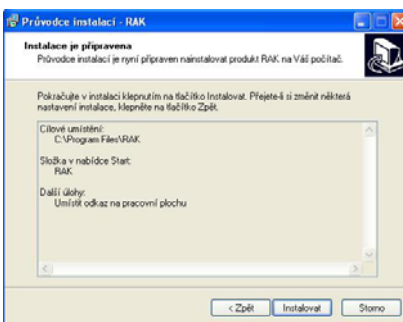 Průvodce instalací - RAK
Instalace je připravena
Průvodce instalací je nyní připraven nainstalovat produkt RAK na Váš počítač.
Pokračujte v instalaci klepnutím na tlačítko Instalovat. Přejete-li si změnit některá
nastavení instalace, klepněte na tlačítko Zpět.
Cílové umístění:
C:\Program Files\RAK
Složka v nabídce Start:
RAK
Další úlohy:
Umístit odkaz na pracovní plochu
< Zpět Instalovat Storno